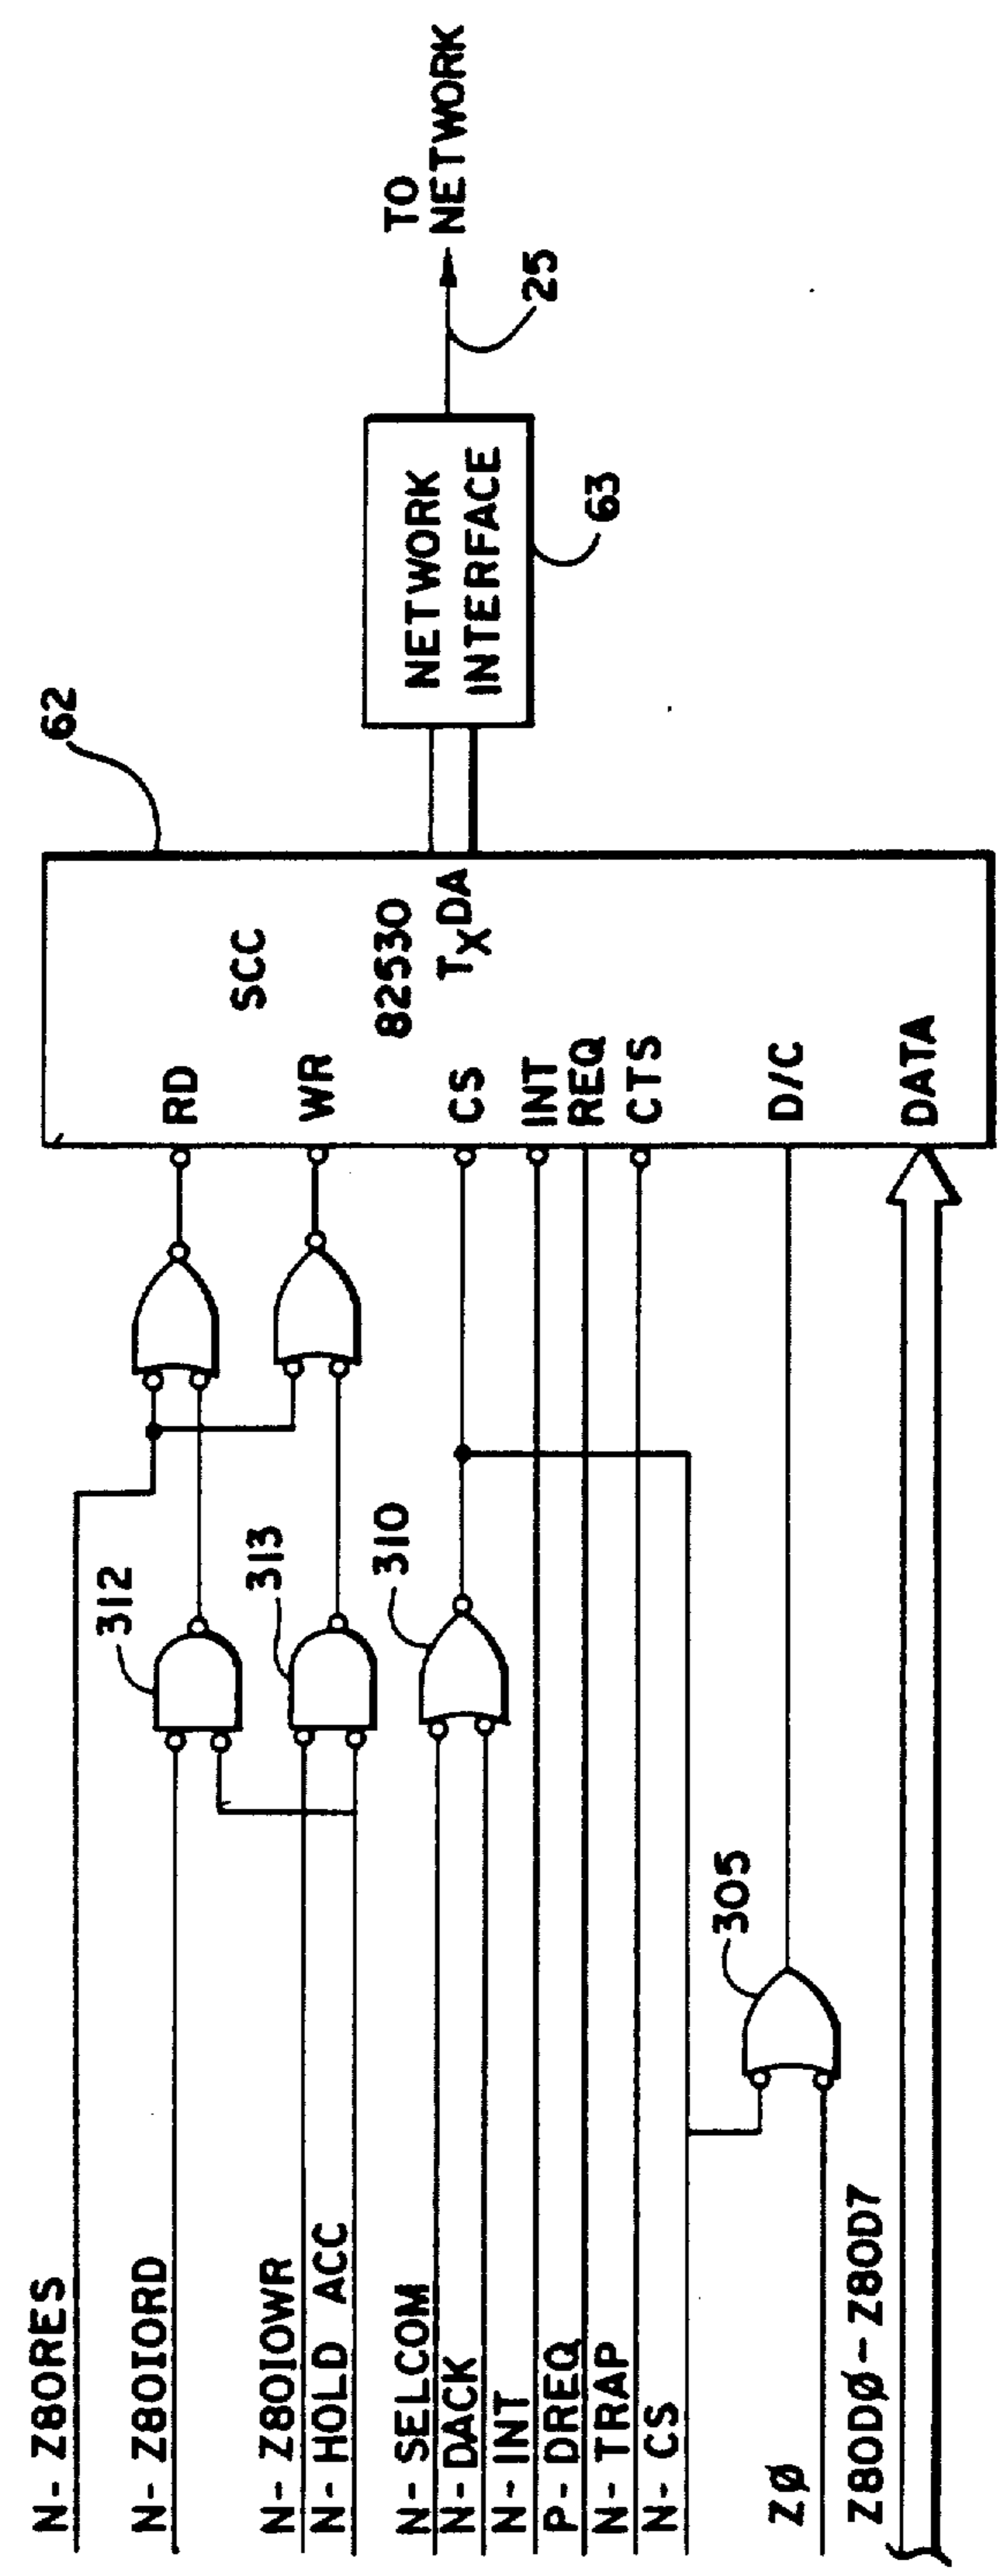 N- Z80RES
N- Z80IORD
N- Z80IOWR
N- HOLD ACC
N- SELCOM
N- DACK
N- INT
P- DREQ
N- TRAP
N- CS
ZØ
Z80DØ-Z80D7
312
313
310
305
RD
WR
CS
INT
REQ
CTS
D/C
DATA
SCC
82530
TXDA
62
NETWORK
INTERFACE
63
25
TO
NETWORK